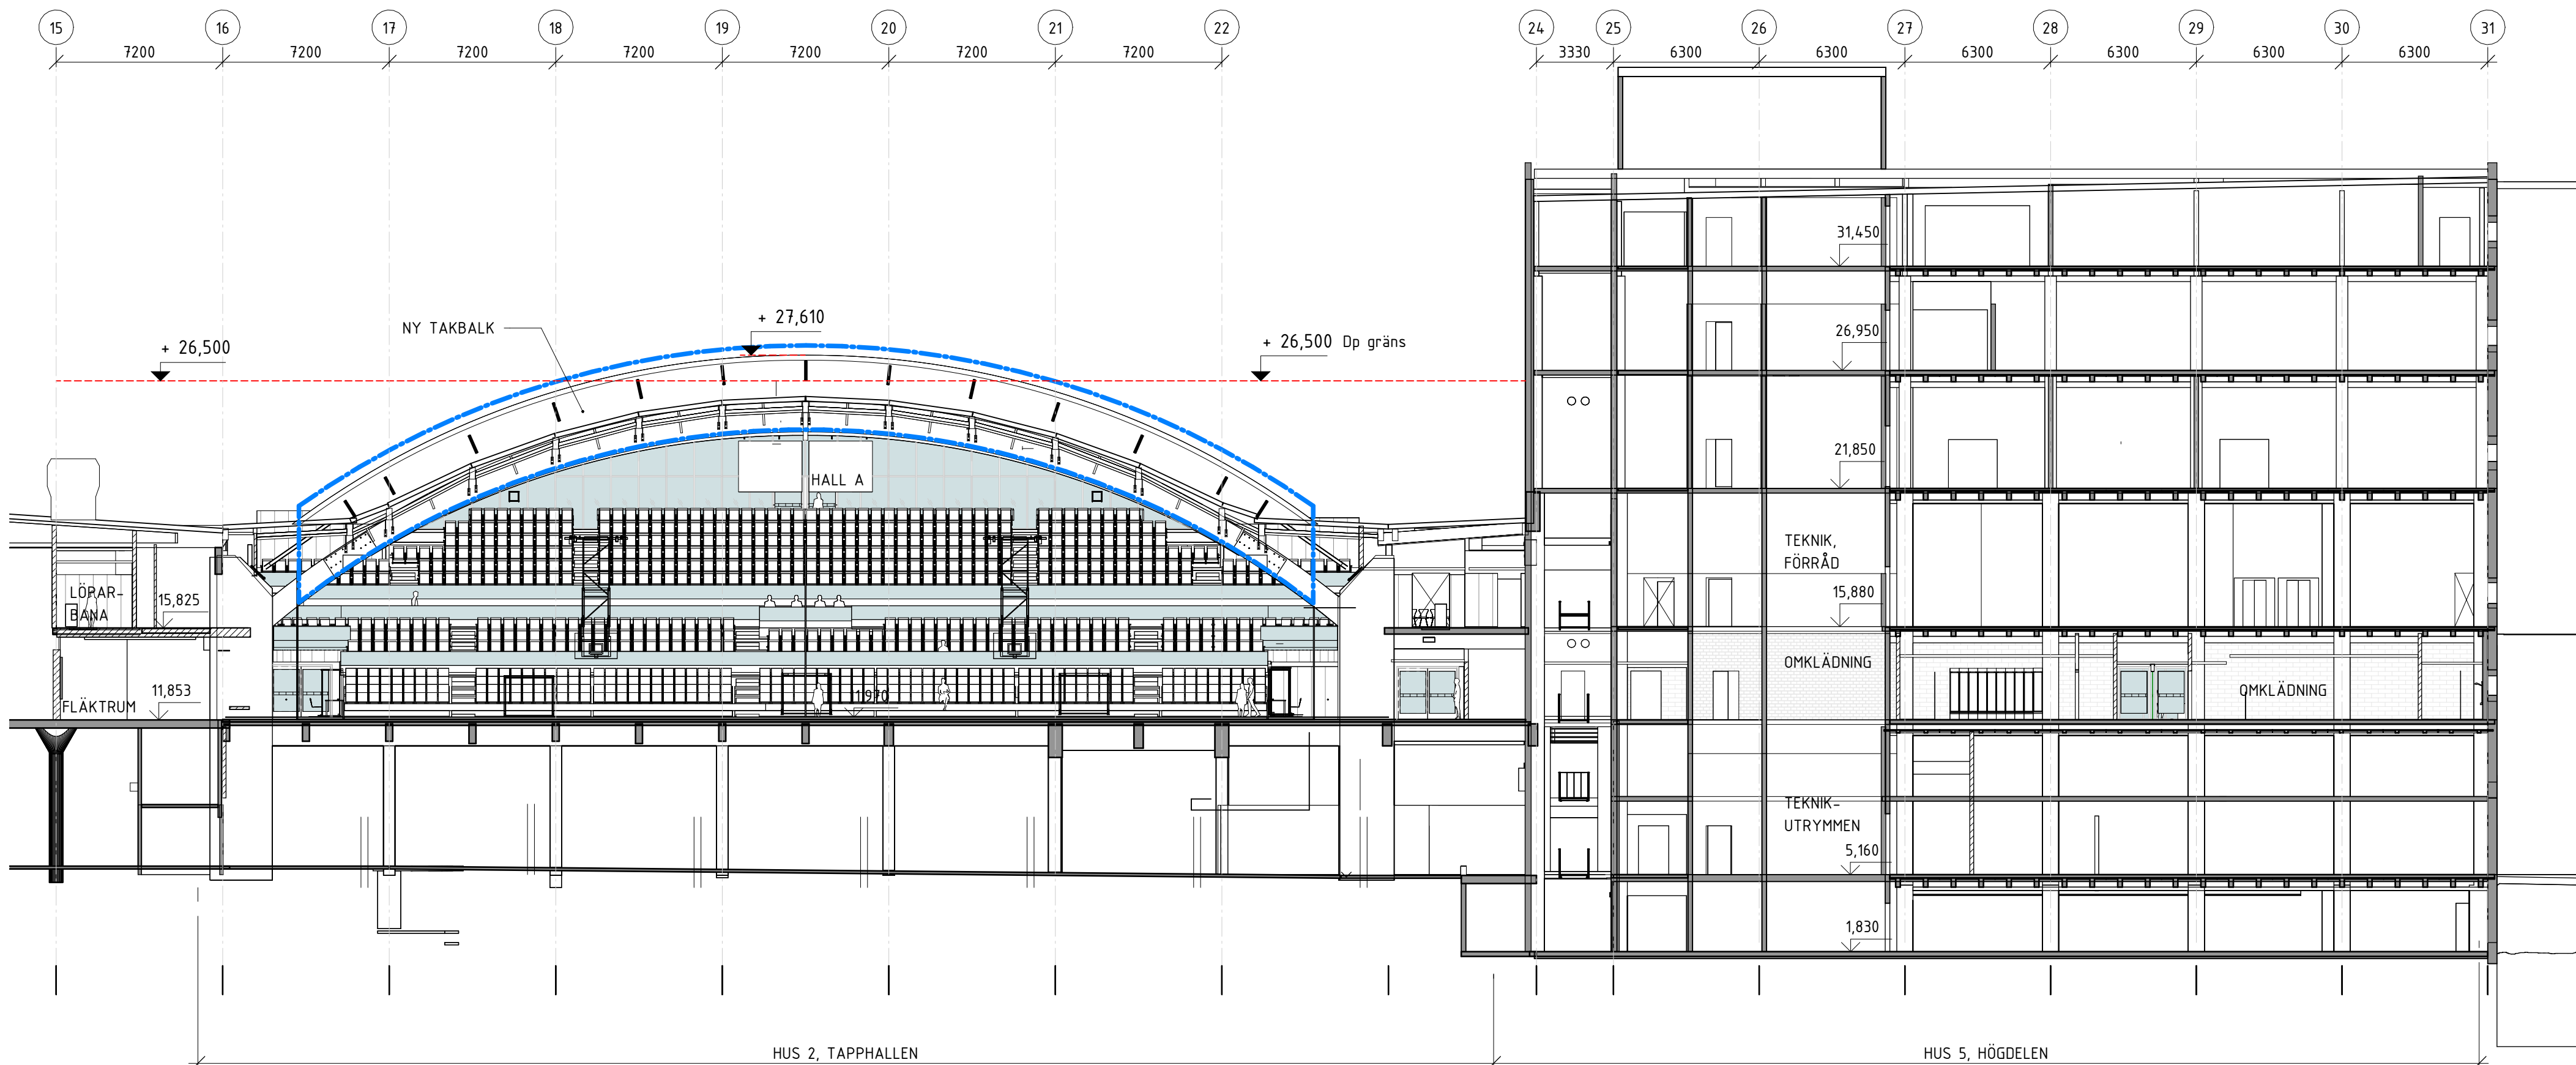 15 16 17 18 19 20 21 22 24 25 26 27 28 29 30 31
7200 7200 7200 7200 7200 7200 7200 3330 6300 6300 6300 6300 6300 6300
31,450
+ 27,610
NY TAKBALK
26,950
+ 26,500
+ 26,500 Dp gräns
21,850
HALL A
TEKNIK,
FÖRRÅD
LÖPAR-
BANA
15,825
15,880
OMKLÄDNING
OMKLÄDNING
11,853
1,970
FLÄKTRUM
TEKNIK-
UTRYMMEN
5,160
1,830
HUS 2, TAPPHALLEN
HUS 5, HÖGDELEN